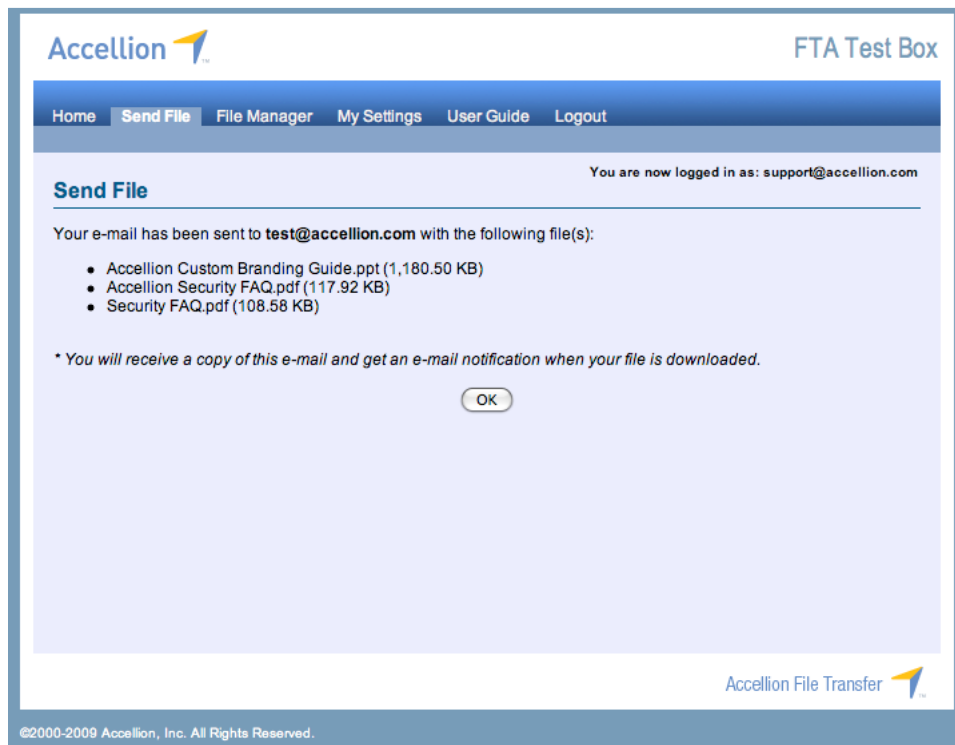 Accellion
FTA Test Box
Home Send File File Manager My Settings User Guide Logout
You are now logged in as: support@accellion.com
Send File
Your e-mail has been sent to test@accellion.com with the following file(s):
• Accellion Custom Branding Guide.ppt (1,180.50 KB)
• Accellion Security FAQ.pdf (117.92 KB)
• Security FAQ.pdf (108.58 KB)
* You will receive a copy of this e-mail and get an e-mail notification when your file is downloaded.
OK
Accellion File Transfer
©2000-2009 Accellion, Inc. All Rights Reserved.